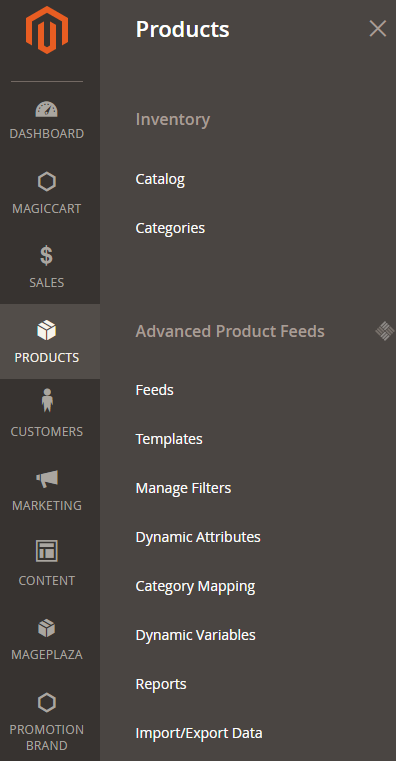 Products
DASHBOARD
MAGICCART
SALES
PRODUCTS
CUSTOMERS
MARKETING
CONTENT
MAGEPLAZA
PROMOTION
BRAND
Inventory
Catalog
Categories
Advanced Product Feeds
Feeds
Templates
Manage Filters
Dynamic Attributes
Category Mapping
Dynamic Variables
Reports
Import/Export Data